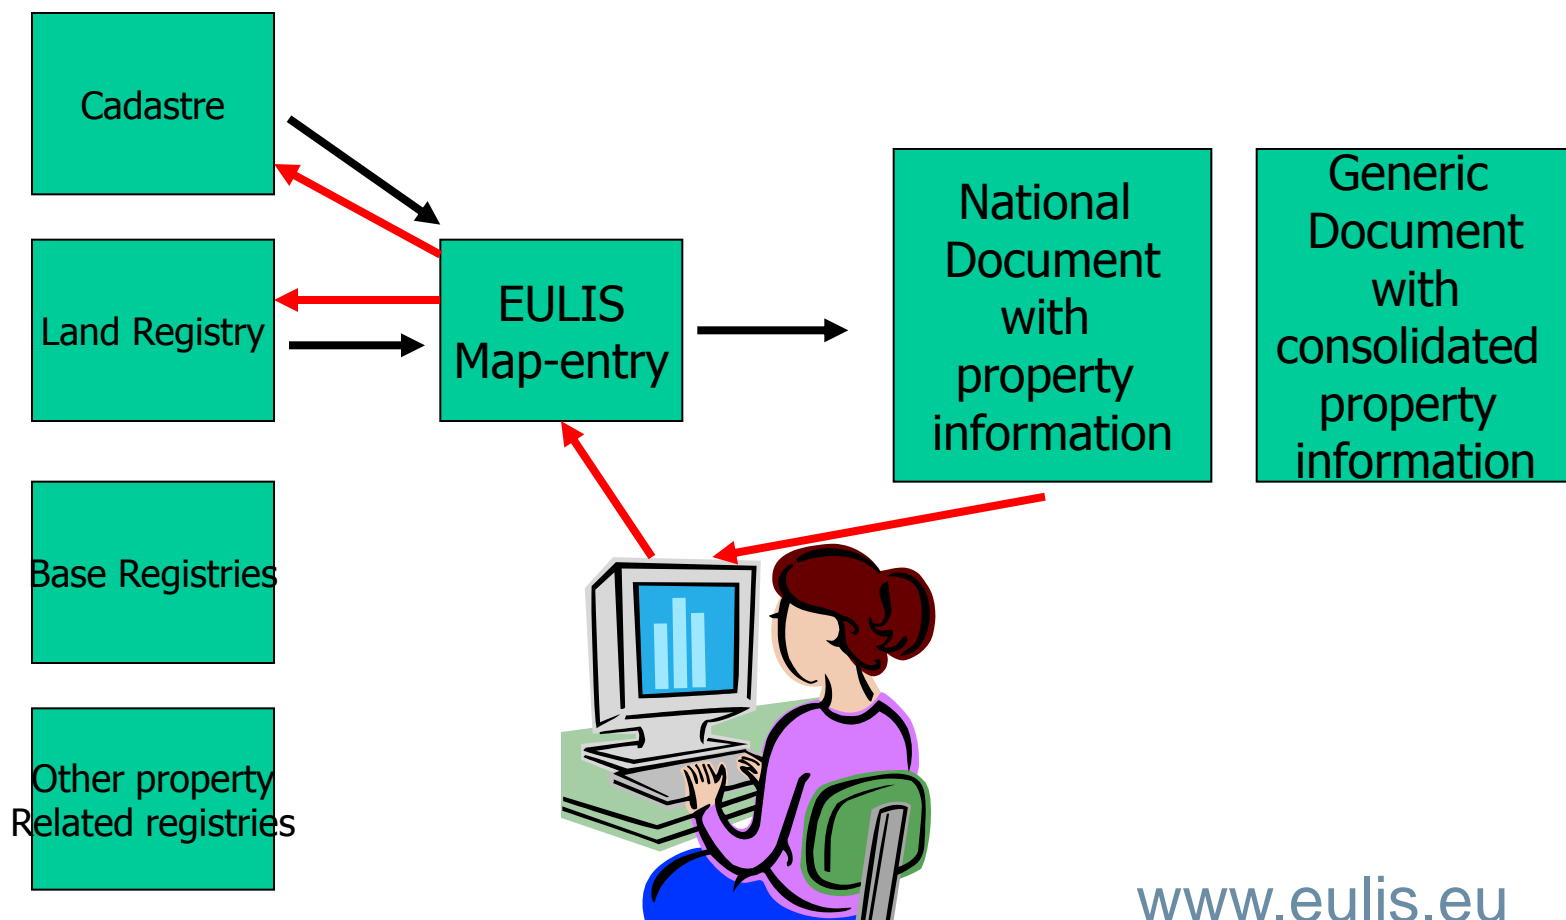 Cadastre
Land Registry
Base Registries
Other property
Related registries
EULIS
Map-entry
National
Document
with
property
information
Generic
Document
with
consolidated
property
information
www.eulis.eu